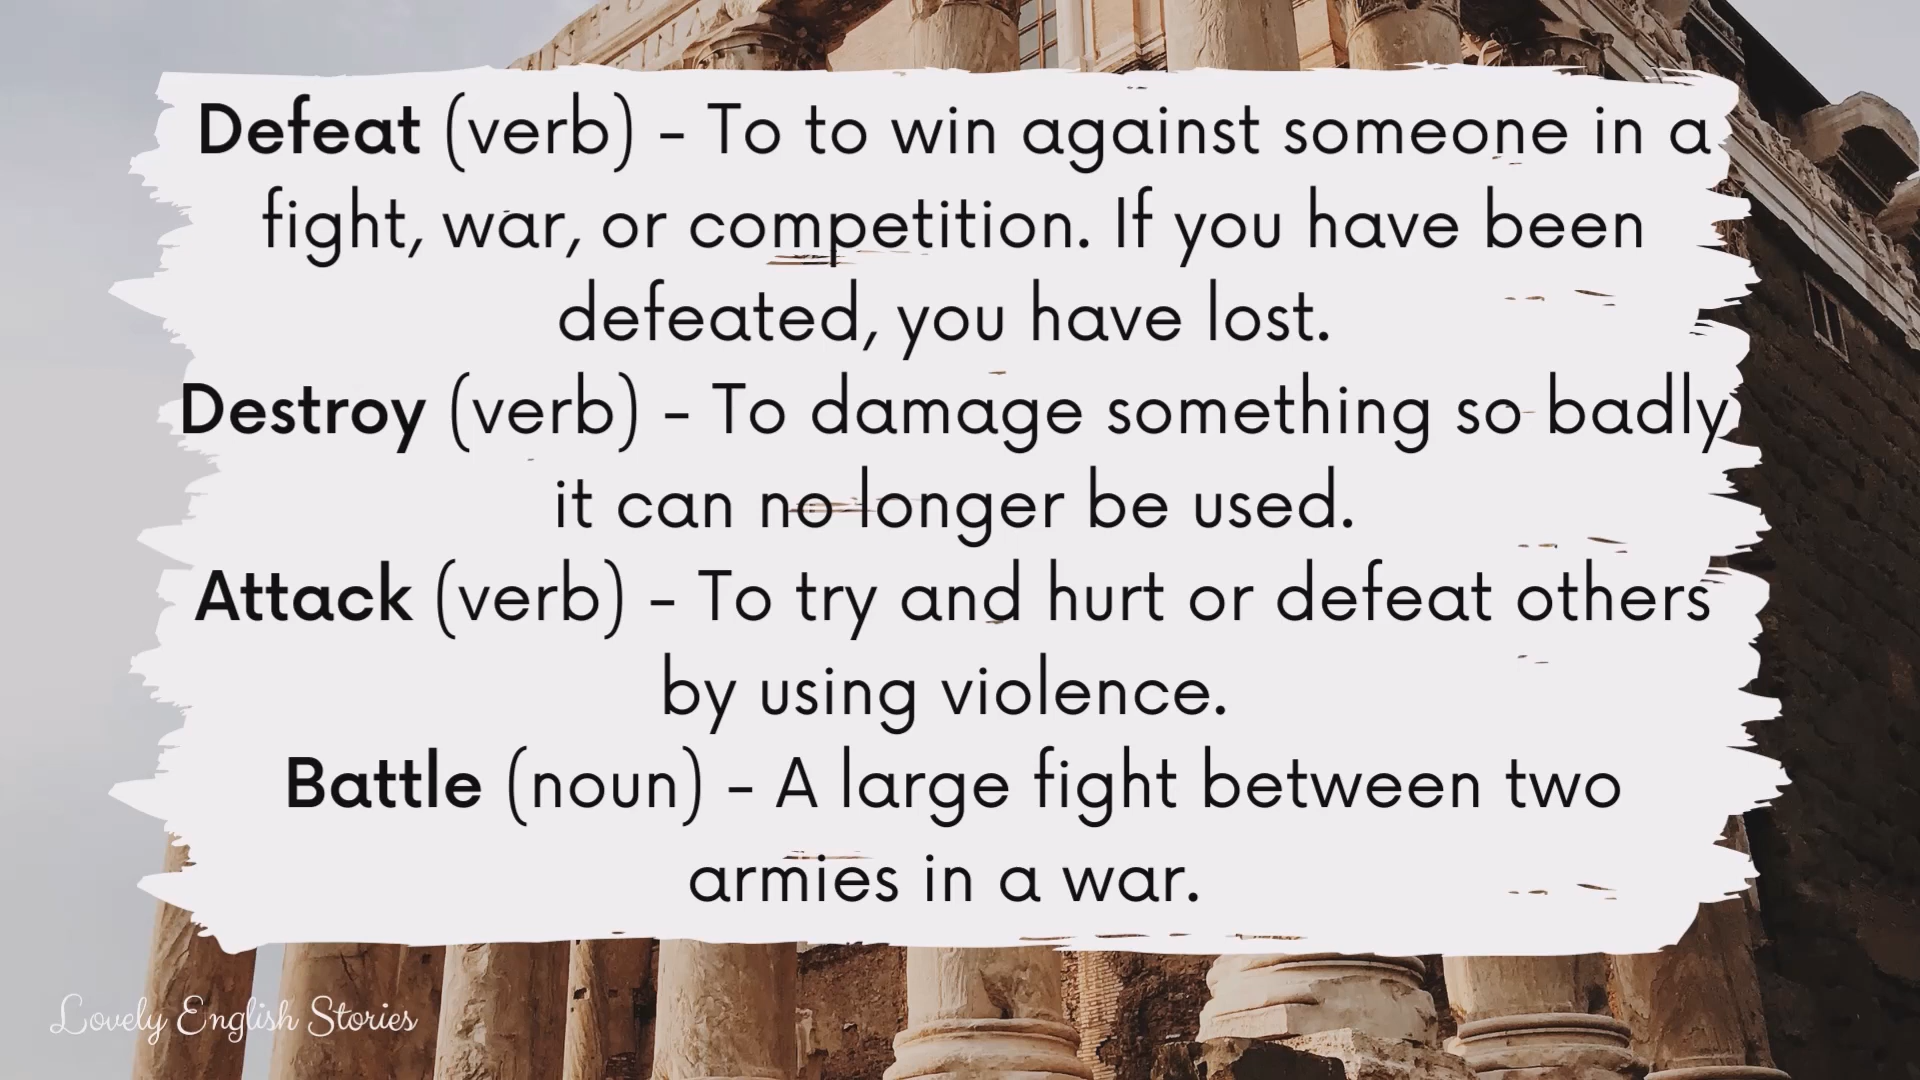 Defeat (verb) - To to win against someone in a
fight, war, or competition. If you have been
defeated, you have lost.
Destroy (verb) - To damage something so badly
it can no longer be used.
Attack (verb) - To try and hurt or defeat others
by using violence.
Battle (noun) - A large fight between two
armies in a war.
Lovely English Stories